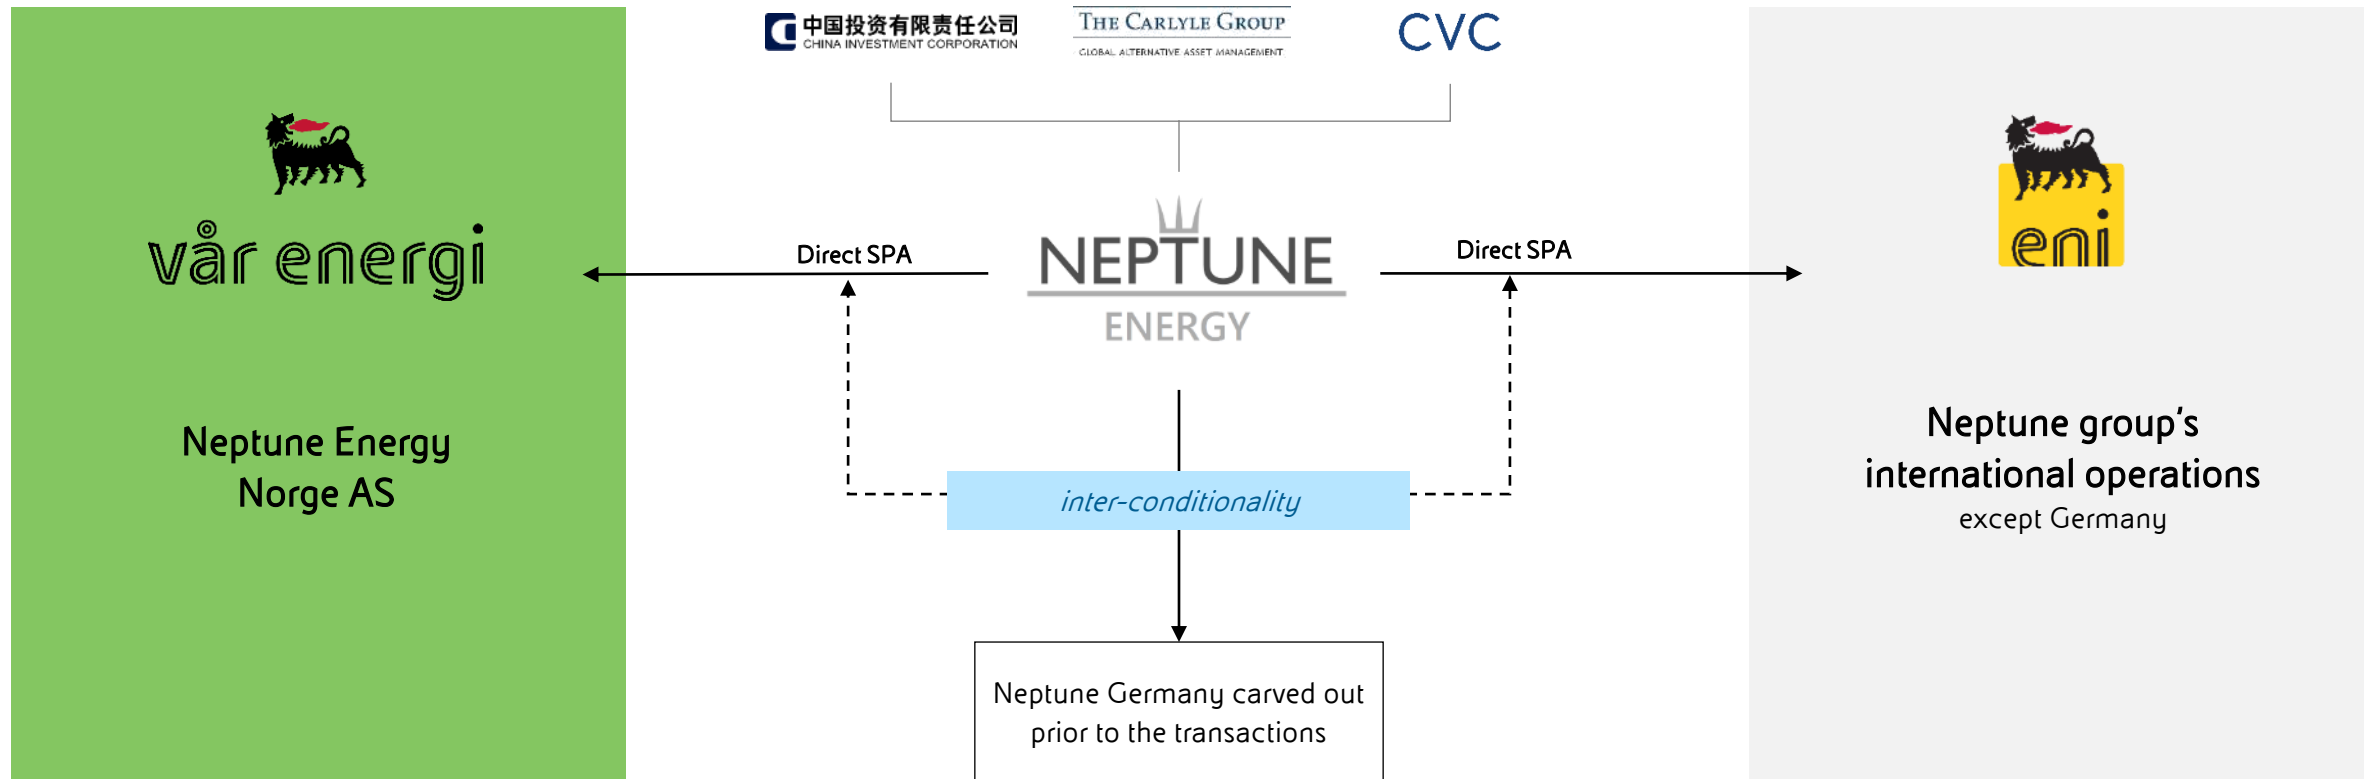 中国投资有限责任公司
CHINA INVESTMENT CORPORATION
THE CARLYLE GROUP
GLOBAL ALTERNATIVE ASSET MANAGEMENT
CVC
vår energi
Neptune Energy
Norge AS
Direct SPA
NEPTUNE
ENERGY
Direct SPA
inter-conditionality
Neptune Germany carved out
prior to the transactions
eni
Neptune group's
international operations
except Germany